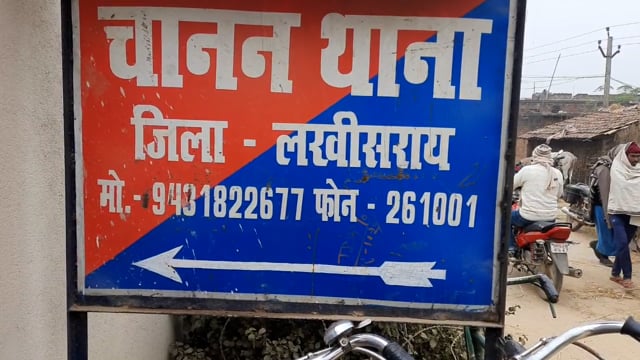 चानन थाना
जिला - लखीसराय
मो.- 9431822677 फोन - 261001